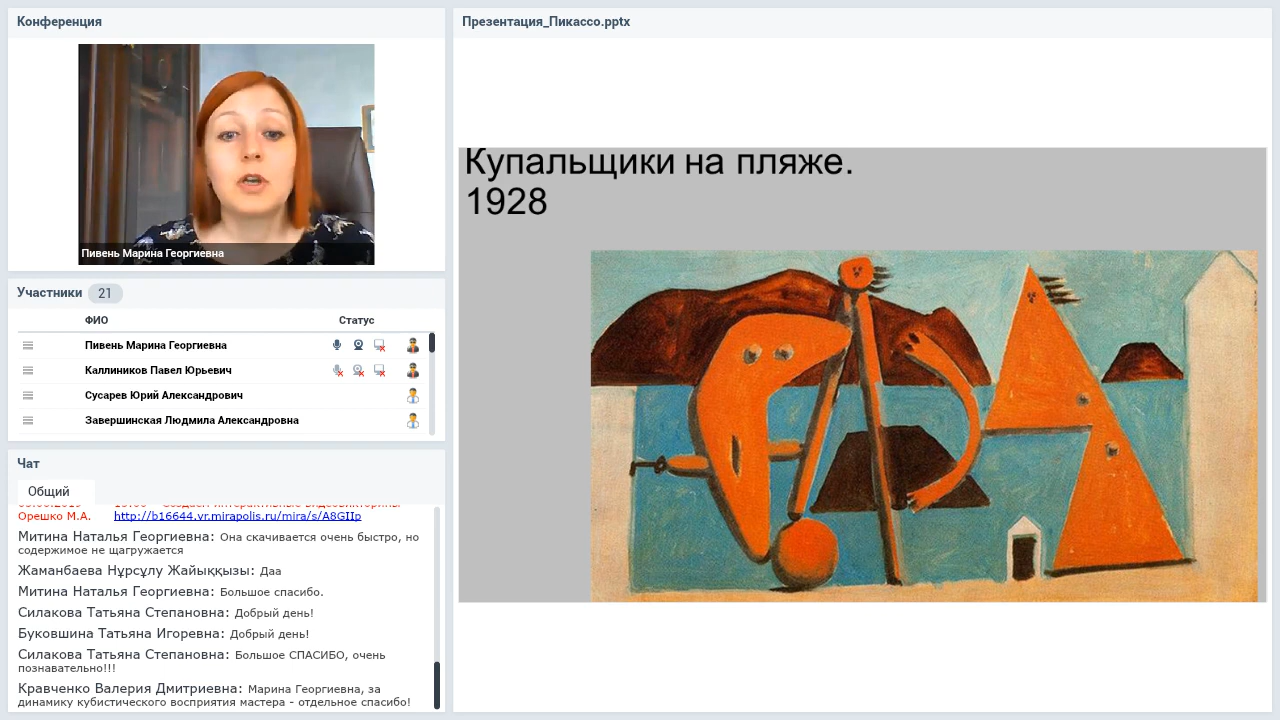 Конференция
Пивень Марина Георгиевна
Участники 21
ФИО Статус
Пивень Марина Георгиевна
Каллиников Павел Юрьевич
Сусарев Юрий Александрович
Завершинская Людмила Александровна
Чат
Общий
Орешко М.А. http://b16644.vr.mirapolis.ru/mira/s/A8GIIp
Митина Наталья Георгиевна: Она скачивается очень быстро, но
содержимое не щагружается
Жаманбаева Нұрсұлу Жайыққызы: Даа
Митина Наталья Георгиевна: Большое спасибо.
Силакова Татьяна Степановна: Добрый день!
Буковшина Татьяна Игоревна: Добрый день!
Силакова Татьяна Степановна: Большое СПАСИБО, очень
познавательно!!!
Кравченко Валерия Дмитриевна: Марина Георгиевна, за
динамику кубистического восприятия мастера - отдельное спасибо!
Презентация_Пикассо.pptx
Купальщики на пляже.
1928